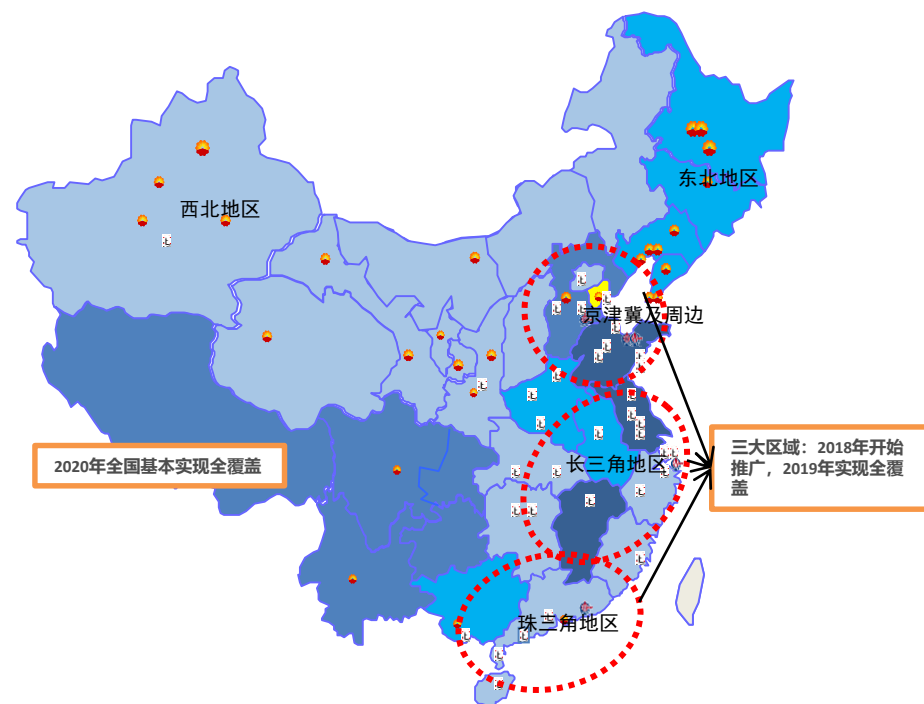 东北地区
西北地区
京津冀及周边
2020年全国基本实现全覆盖
长三角地区
三大区域：2018年开始
推广，2019年实现全覆
盖
珠三角地区